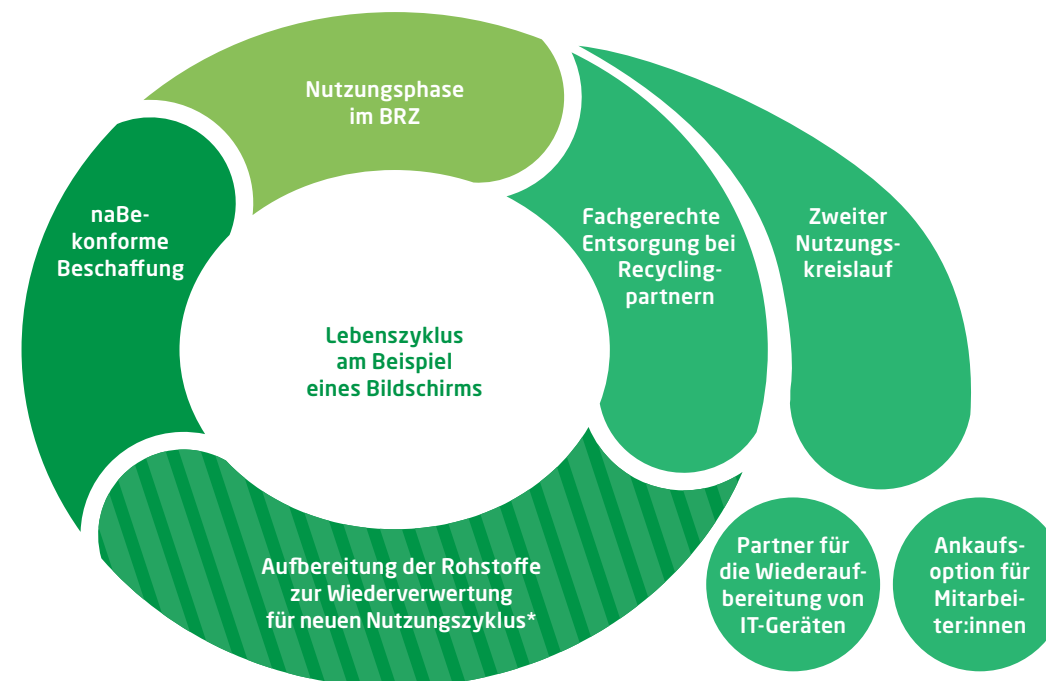 Nutzungsphase
im BRZ
naBe-
konforme
Beschaffung
Fachgerechte
Entsorgung bei
Recycling-
partnern
Zweiter
Nutzungs-
kreislauf
Lebenszyklus
am Beispiel
eines Bildschirms
Aufbereitung der Rohstoffe
zur Wiederverwertung
für neuen Nutzungszyklus*
Partner für
die Wiederauf-
bereitung von
IT-Geräten
Ankaufs-
option für
Mitarbei-
ter:innen